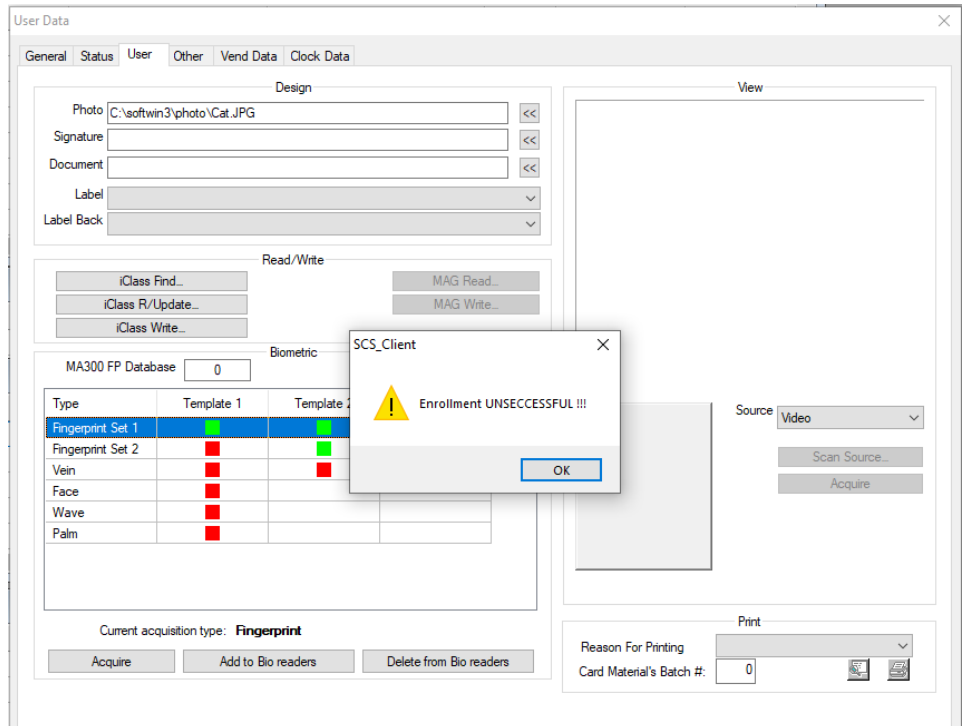 User Data
General Status User Other Vend Data Clock Data
Design
Photo C:\softwin3\photo\Cat.JPG <<
Signature <<
Document <<
Label
Label Back
Read/Write
iClass Find... MAG Read...
iClass R/Update... MAG Write...
iClass Write...
Biometric
MA300 FP Database 0
Type Template 1 Template
Fingerprint Set 1
Fingerprint Set 2
Vein
Face
Wave
Palm
Current acquisition type: Fingerprint
Acquire Add to Bio readers Delete from Bio readers
SCS_Client
Enrollment UNSECCESSFUL !!!
OK
View
Source Video
Scan Source...
Acquire
Print
Reason For Printing
Card Material's Batch #: 0